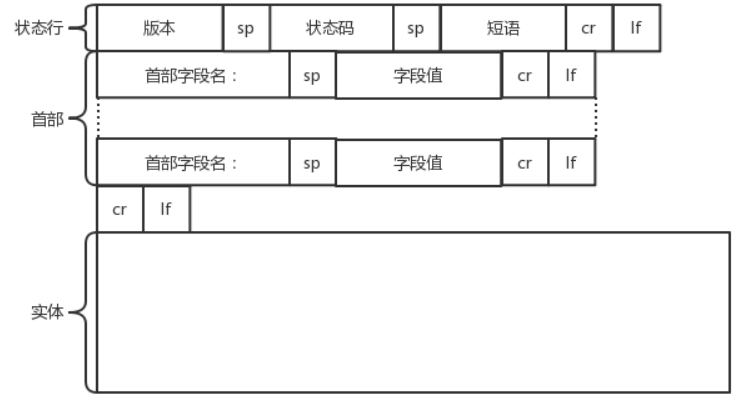 状态行 版本 sp 状态码 sp 短语 cr lf
首部字段名： sp 字段值 cr lf
首部
首部字段名： sp 字段值 cr lf
cr lf
实体